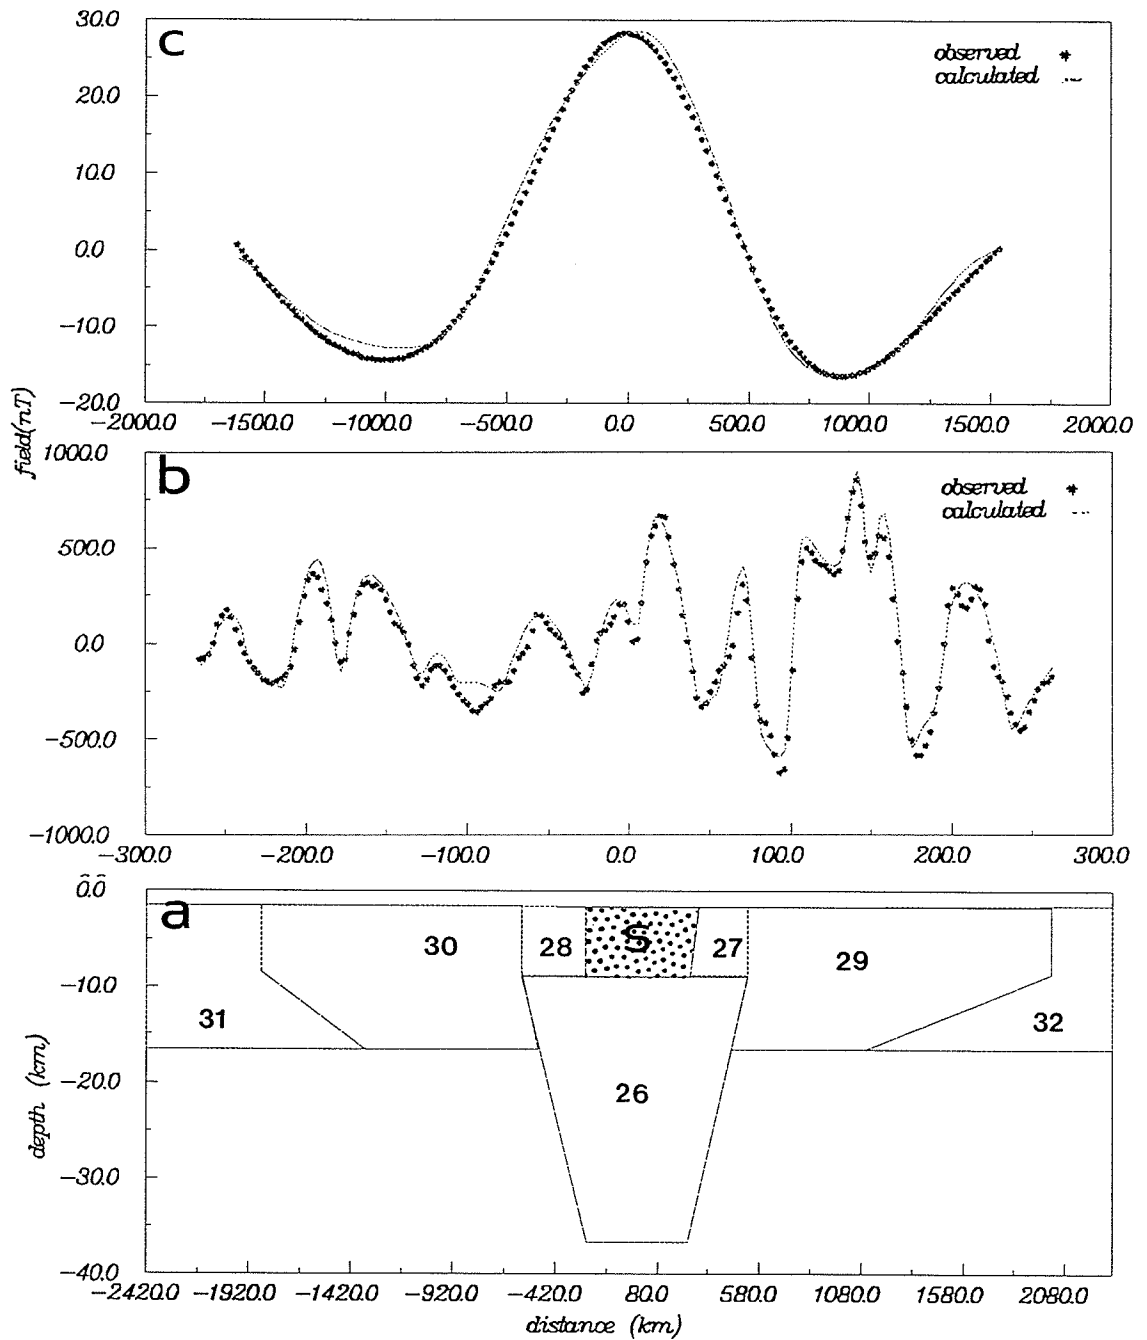 30.0
c
observed
calculated
20.0
10.0
0.0
−10.0
−20.0
−2000.0 −1500.0 −1000.0 −500.0 0.0 500.0 1000.0 1500.0 2000.0
field(nT)
1000.0
b
observed
calculated
500.0
0.0
−500.0
−1000.0
−300.0 −200.0 −100.0 0.0 100.0 200.0 300.0
0.0
a
30 28 S 27 29
−10.0
31 32
−20.0
26
depth (km)
−30.0
−40.0
−2420.0 −1920.0 −1420.0 −920.0 −420.0 80.0 580.0 1080.0 1580.0 2080.0
distance (km)